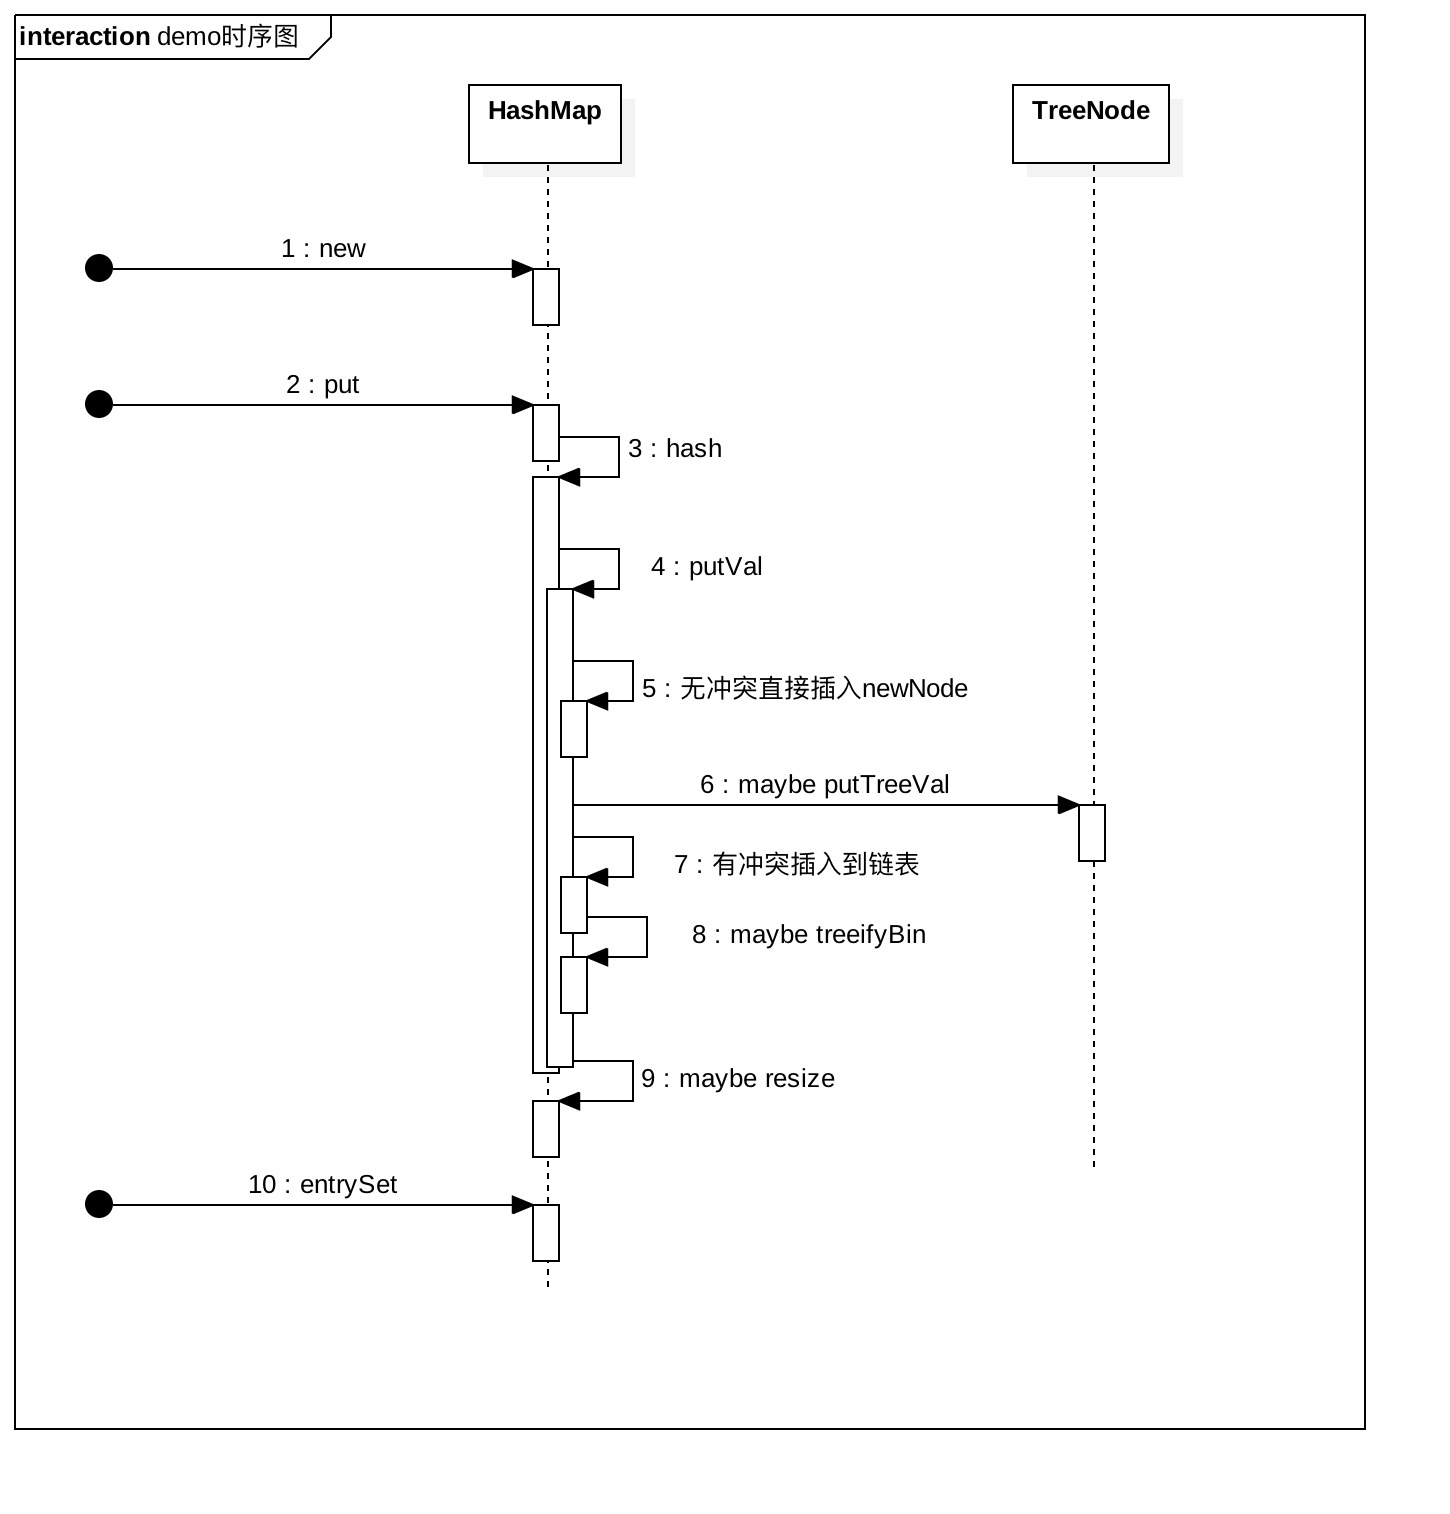 interaction demo时序图
HashMap
TreeNode
1 : new
2 : put
3 : hash
4 : putVal
5 : 无冲突直接插入newNode
6 : maybe putTreeVal
7 : 有冲突插入到链表
8 : maybe treeifyBin
9 : maybe resize
10 : entrySet